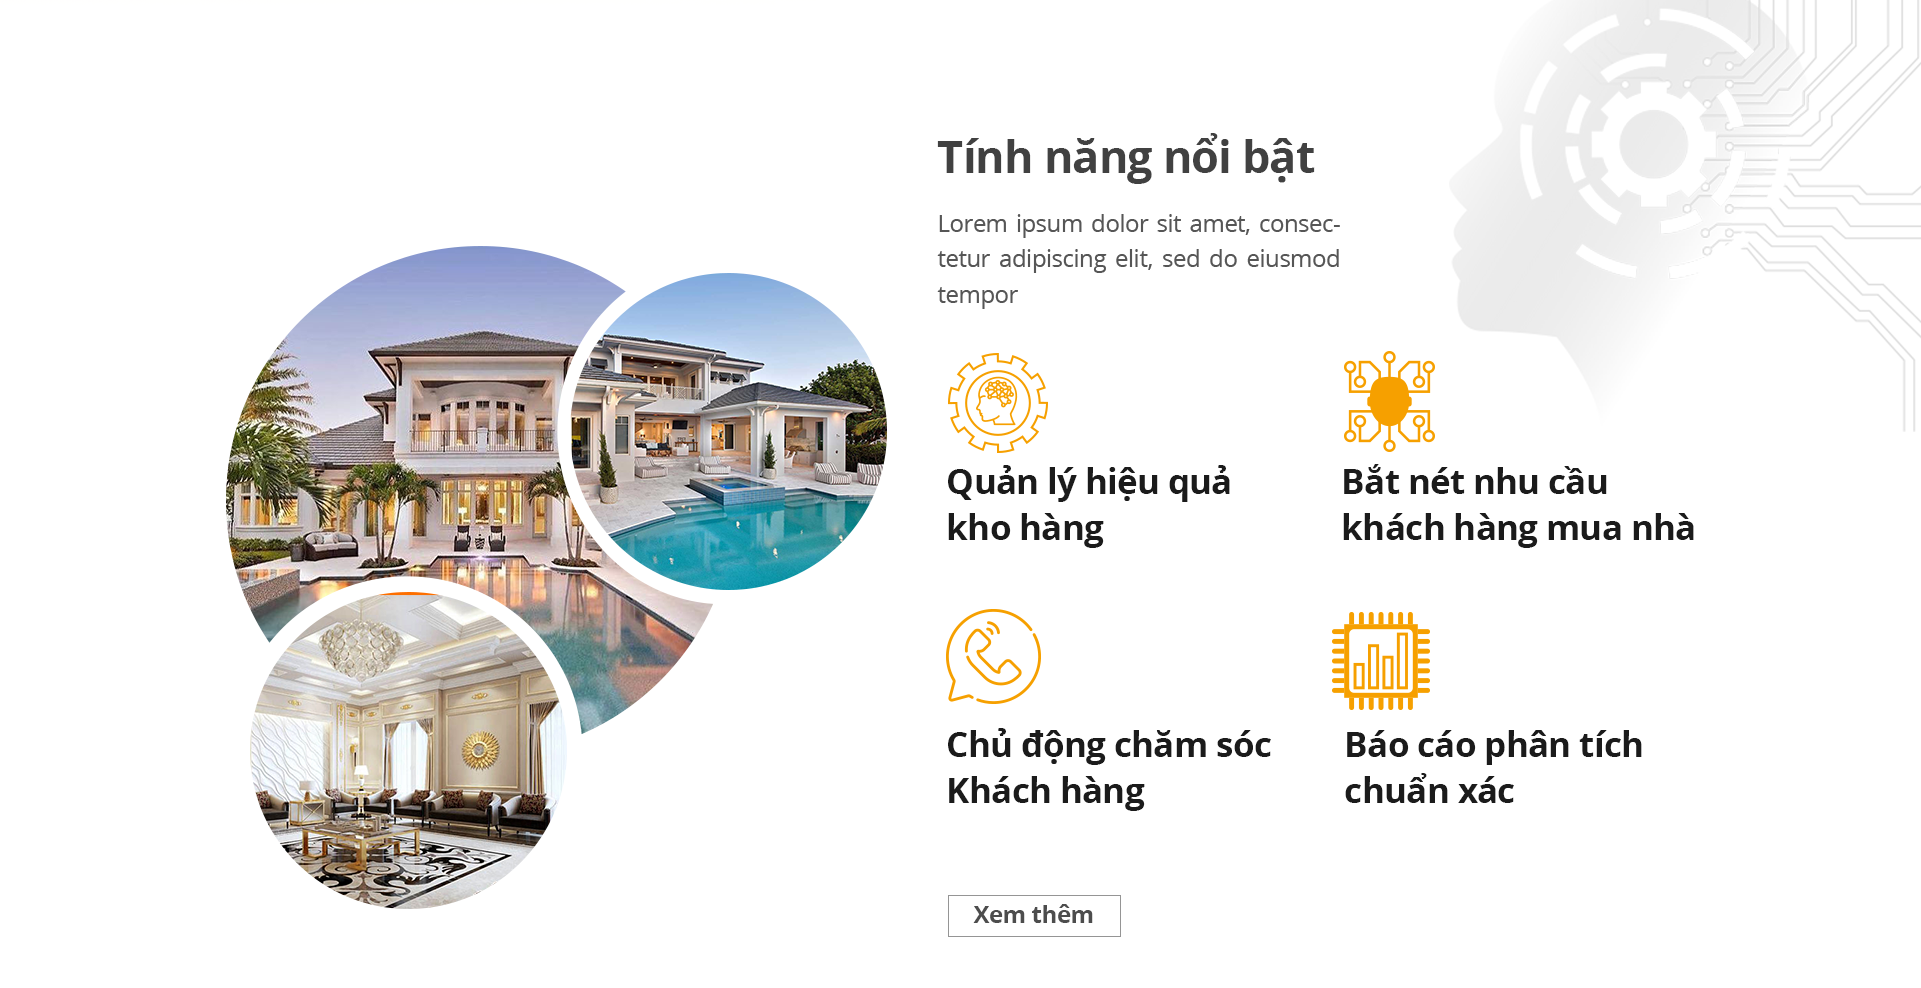 Tính năng nổi bật
Lorem ipsum dolor sit amet, consec-
tetur adipiscing elit, sed do eiusmod
tempor
Quản lý hiệu quả
kho hàng
Bắt nét nhu cầu
khách hàng mua nhà
Chủ động chăm sóc
Khách hàng
Báo cáo phân tích
chuẩn xác
Xem thêm